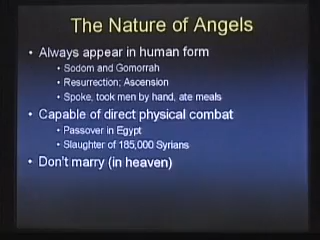 The Nature of Angels
• Always appear in human form
• Sodom and Gomorrah
• Resurrection; Ascension
• Spoke, took men by hand, ate meals
• Capable of direct physical combat
• Passover in Egypt
• Slaughter of 185,000 Syrians
• Don't marry (in heaven)